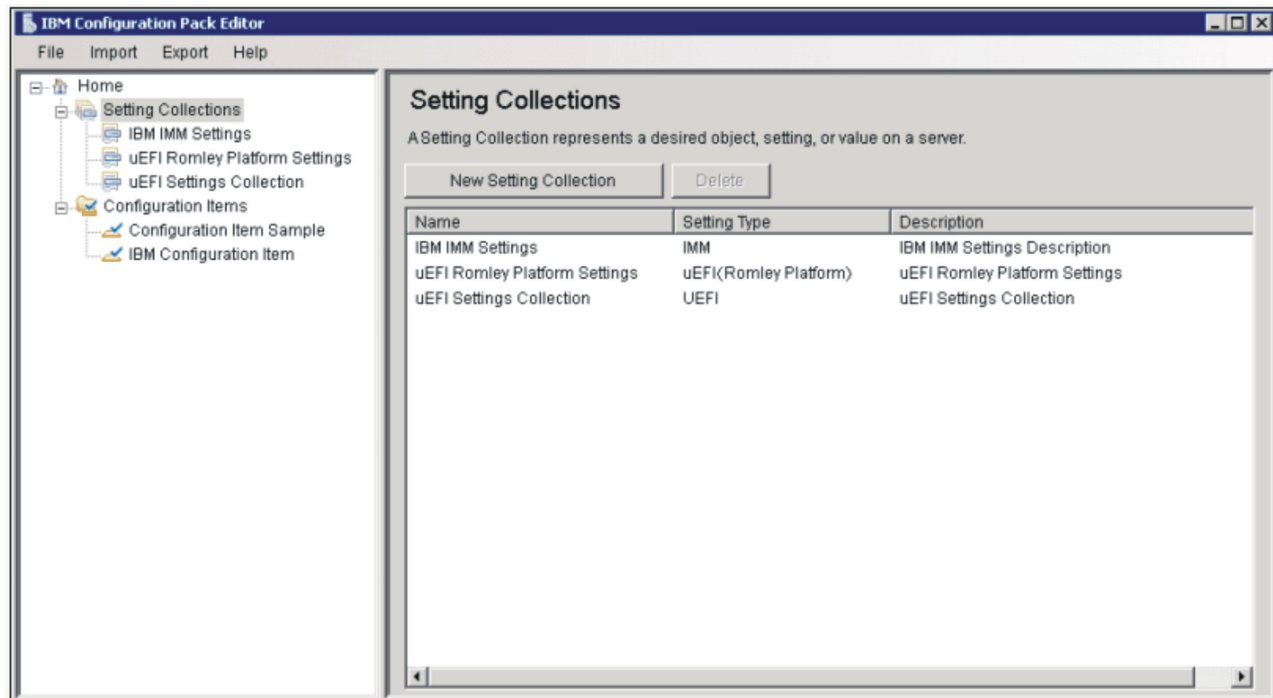 IBM Configuration Pack Editor
File Import Export Help
Home
Setting Collections
IBM IMM Settings
uEFI Romley Platform Settings
uEFI Settings Collection
Configuration Items
Configuration Item Sample
IBM Configuration Item
Setting Collections
A Setting Collection represents a desired object, setting, or value on a server.
New Setting Collection Delete
Name Setting Type Description
IBM IMM Settings IMM IBM IMM Settings Description
uEFI Romley Platform Settings uEFI(Romley Platform) uEFI Romley Platform Settings
uEFI Settings Collection UEFI uEFI Settings Collection